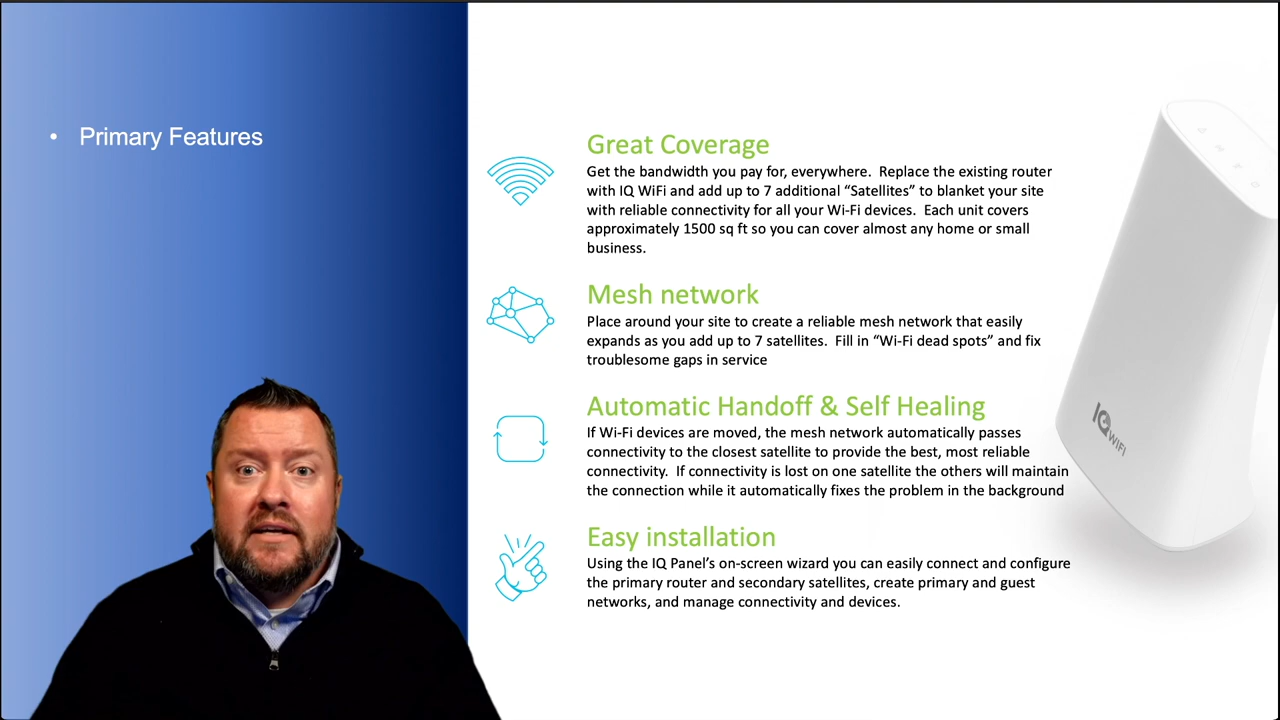 • Primary Features
Great Coverage
Get the bandwidth you pay for, everywhere.  Replace the existing router
with IQ WiFi and add up to 7 additional “Satellites” to blanket your site
with reliable connectivity for all your Wi-Fi devices.  Each unit covers
approximately 1500 sq ft so you can cover almost any home or small
business.
Mesh network
Place around your site to create a reliable mesh network that easily
expands as you add up to 7 satellites.  Fill in “Wi-Fi dead spots” and fix
troublesome gaps in service
Automatic Handoff & Self Healing
If Wi-Fi devices are moved, the mesh network automatically passes
connectivity to the closest satellite to provide the best, most reliable
connectivity.  If connectivity is lost on one satellite the others will maintain
the connection while it automatically fixes the problem in the background
Easy installation
Using the IQ Panel’s on-screen wizard you can easily connect and configure
the primary router and secondary satellites, create primary and guest
networks, and manage connectivity and devices.
IQ WIFI